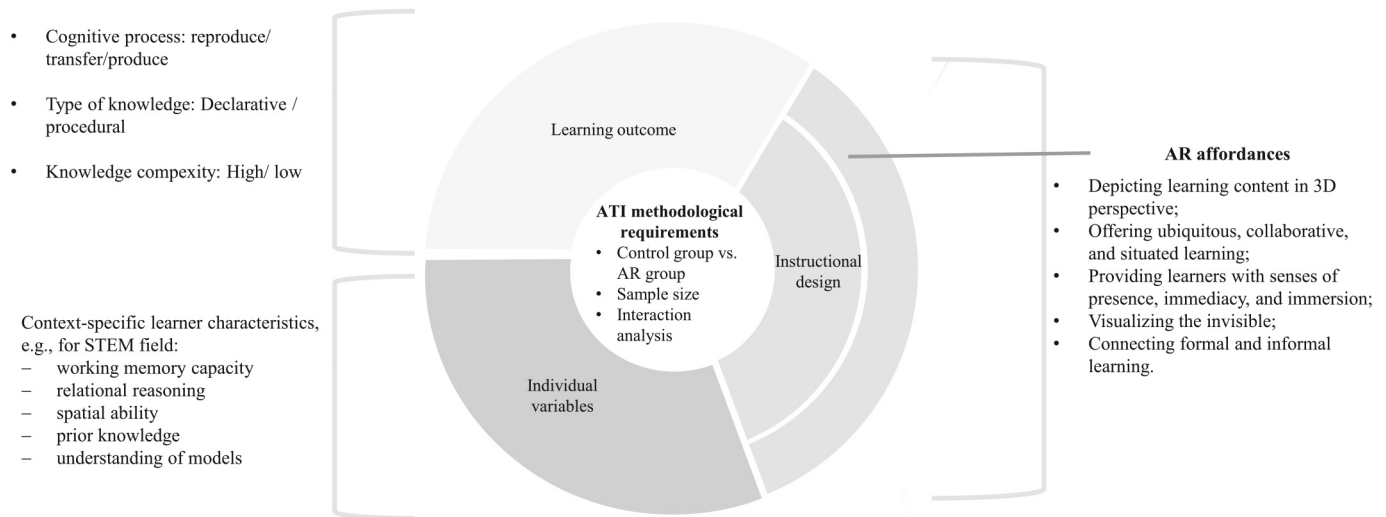 • Cognitive process: reproduce/
transfer/produce
• Type of knowledge: Declarative /
procedural
• Knowledge compexity: High/ low
Learning outcome
ATI methodological
requirements
• Control group vs.
AR group
• Sample size
• Interaction
analysis
Instructional
design
AR affordances
• Depicting learning content in 3D
perspective;
• Offering ubiquitous, collaborative,
and situated learning;
• Providing learners with senses of
presence, immediacy, and immersion;
• Visualizing the invisible;
• Connecting formal and informal
learning.
Context-specific learner characteristics,
e.g., for STEM field:
– working memory capacity
– relational reasoning
– spatial ability
– prior knowledge
– understanding of models
Individual
variables